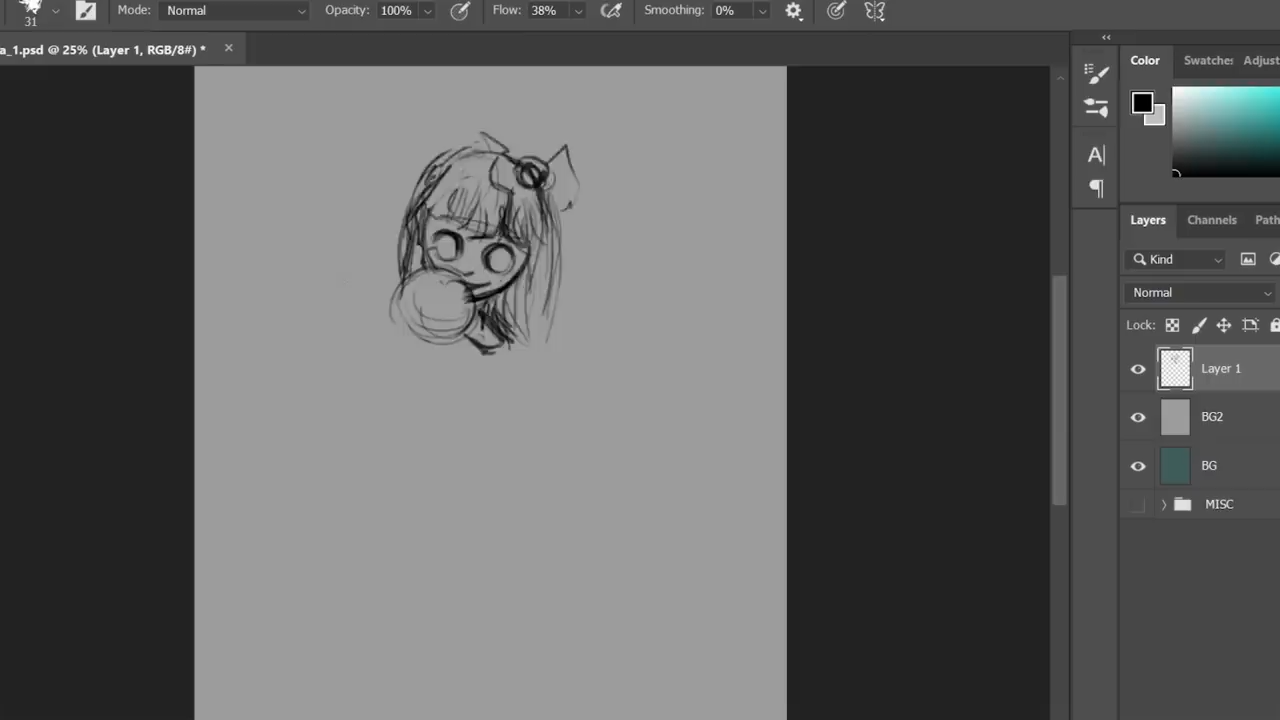 31 Mode: Normal Opacity: 100% Flow: 38% Smoothing: 0%
a_1.psd @ 25% (Layer 1, RGB/8#) *
Color Swatches Adjust
Layers Channels Path
Kind
Normal
Lock:
Layer 1
BG2
BG
MISC